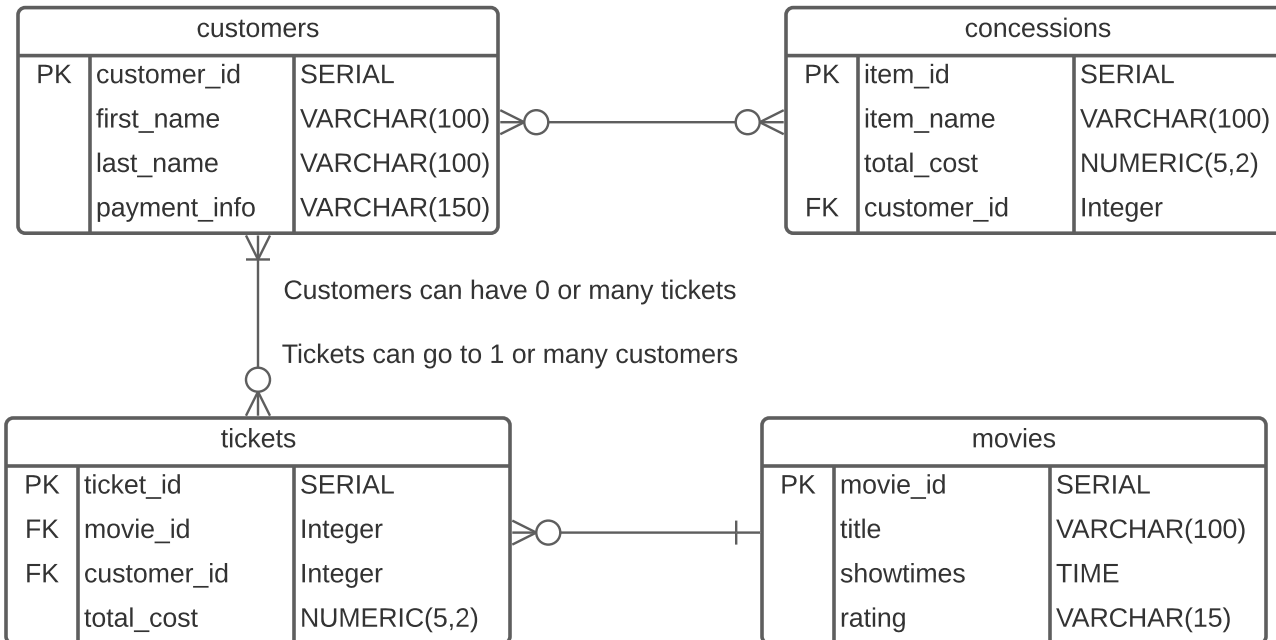 customers
PK customer_id SERIAL
first_name VARCHAR(100)
last_name VARCHAR(100)
payment_info VARCHAR(150)
concessions
PK item_id SERIAL
item_name VARCHAR(100)
total_cost NUMERIC(5,2)
FK customer_id Integer
Customers can have 0 or many tickets
Tickets can go to 1 or many customers
tickets
PK ticket_id SERIAL
FK movie_id Integer
FK customer_id Integer
total_cost NUMERIC(5,2)
movies
PK movie_id SERIAL
title VARCHAR(100)
showtimes TIME
rating VARCHAR(15)